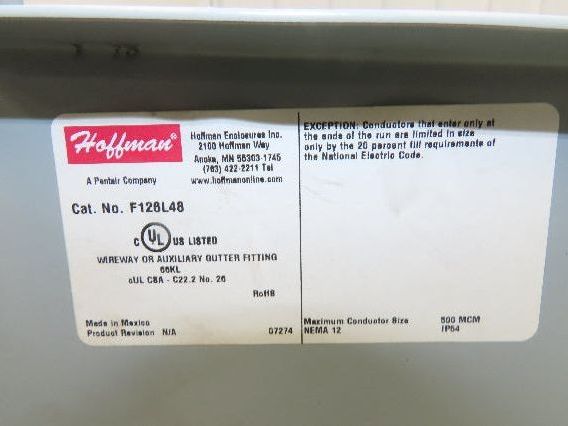 Hoffman®
A Pentair Company
Hoffman Enclosures Inc.
2100 Hoffman Way
Anoka, MN 55303-1745
(763) 422-2211 Tel
www.hoffmanonline.com
Cat. No. F128L48
C UL US LISTED
WIREWAY OR AUXILIARY GUTTER FITTING
66KL
cUL CSA - C22.2 No. 26
RoHS
Made in Mexico
Product Revision N/A
07274
EXCEPTION: Conductors that enter only at
the ends of the run are limited in size
only by the 20 percent fill requirements of
the National Electric Code.
Maximum Conductor Size 500 MCM
NEMA 12 IP54